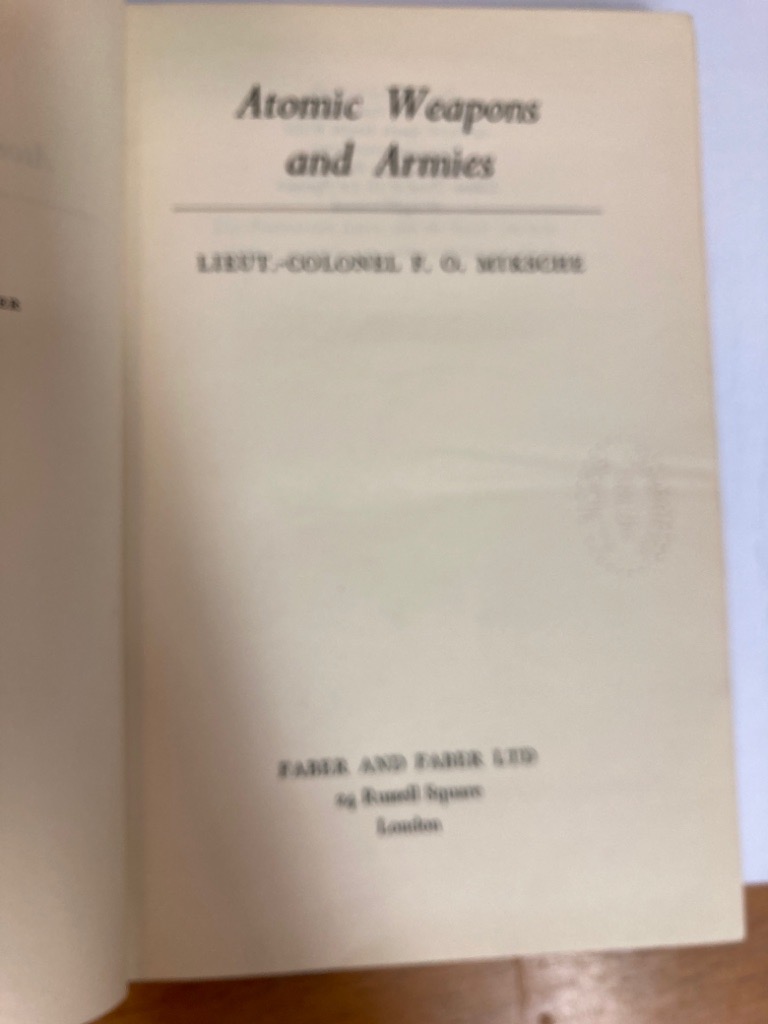 Atomic Weapons
and Armies
LIEUT.-COLONEL F. O. MIKSCHE
FABER AND FABER LTD
24 Russell Square
London